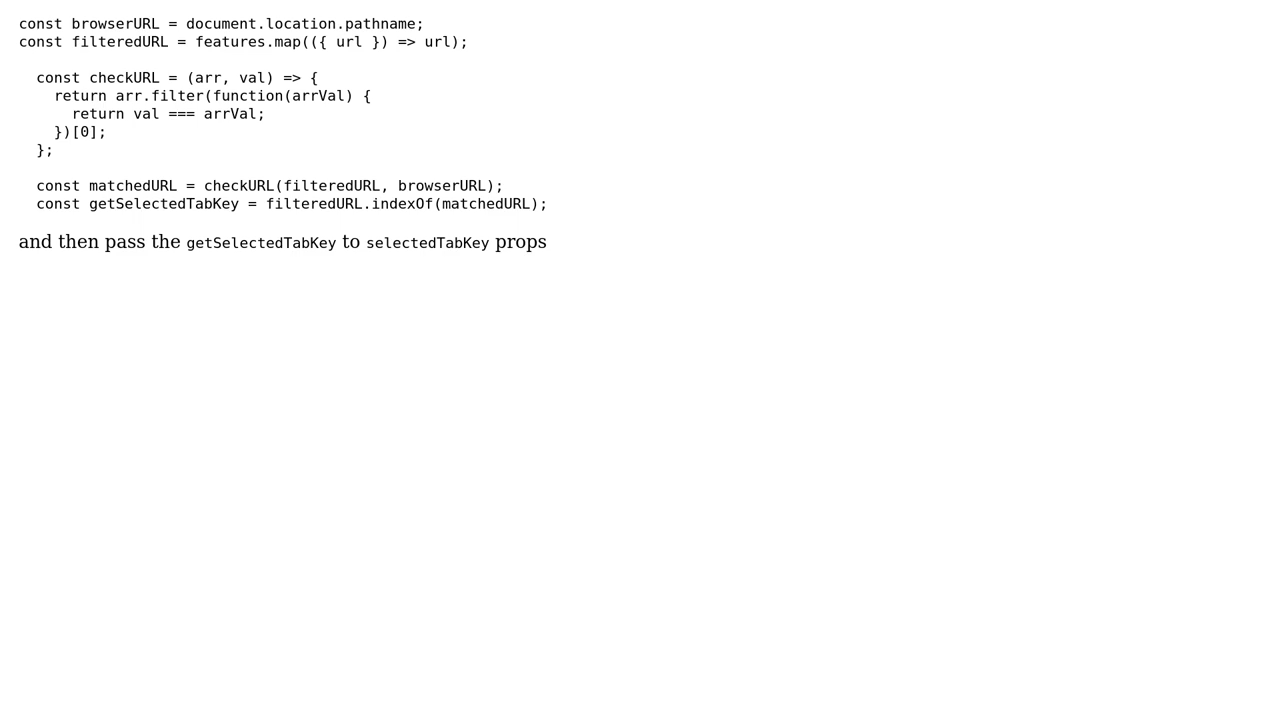 const browserURL = document.location.pathname;
const filteredURL = features.map(({ url }) => url);

  const checkURL = (arr, val) => {
    return arr.filter(function(arrVal) {
      return val === arrVal;
    })[0];
  };

  const matchedURL = checkURL(filteredURL, browserURL);
  const getSelectedTabKey = filteredURL.indexOf(matchedURL);

and then pass the getSelectedTabKey to selectedTabKey props